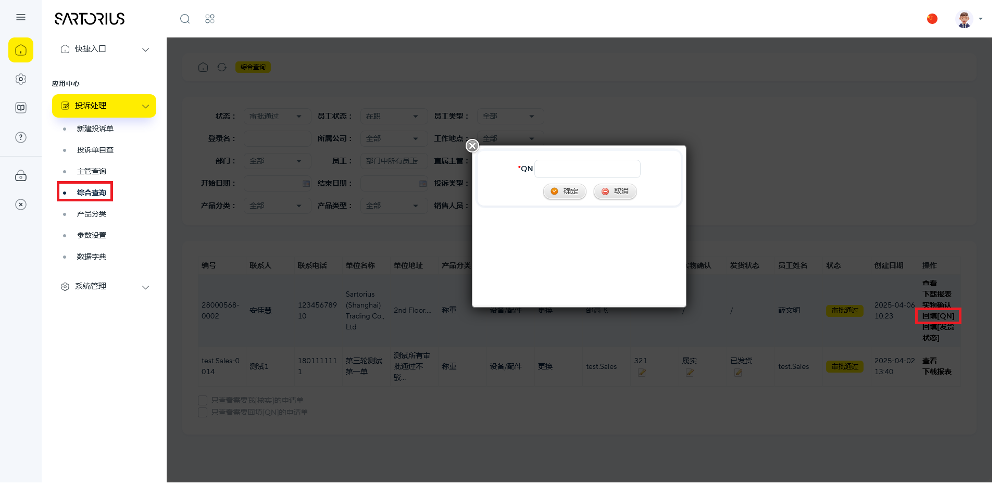 SARTORIUS
快捷入口
应用中心
投诉处理
新建投诉单
投诉单自查
主管查询
综合查询
产品分类
参数设置
数据字典
系统管理
综合查询
状态： 审批通过 员工状态： 在职 员工类型： 全部
登录名： 所属公司： 全部 工作地点： 全部
部门： 全部 员工： 部门中所有员工 直属主管：
开始日期： 结束日期： 投诉类型：
产品分类： 全部 产品类型： 全部 销售人员：
*QN
确定 取消
编号 联系人 联系电话 单位名称 单位地址 产品分类 实物确认 发货状态 员工姓名 状态 创建日期 操作
28000568-0002 安佳慧 12345678910 Sartorius (Shanghai) Trading Co., Ltd 2nd Floor.... 称重 设备/配件 更换 / / 薛文明 审批通过 2025-04-06 10:23
查看
下载报表
实物确认
回填[QN]
回填[发货
状态]
test.Sales-0014 测试1 1801111111 第三轮测试第一单 测试所有审批通过不驳... 称重 设备/配件 更换 test.Sales 321 属实 已发货 test.Sales 审批通过 2025-04-02 13:40
查看
下载报表
只查看需要我[核实]的申请单
只查看需要回填[QN]的申请单